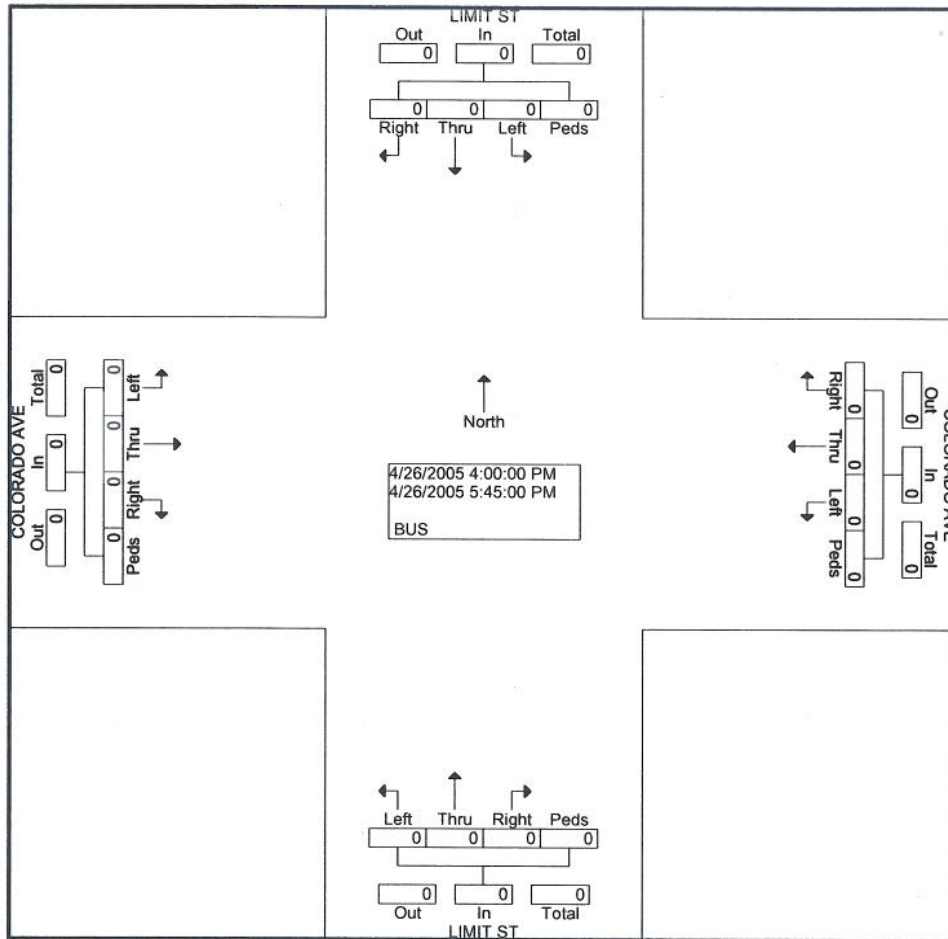 LIMIT ST
Out In Total
0 0 0
0 0 0 0
Right Thru Left Peds
COLORADO AVE
Total In Out
0 0 0
0 0 0 0
Left Thru Right Peds
North
4/26/2005 4:00:00 PM
4/26/2005 5:45:00 PM
BUS
Right Thru Left Peds
0 0 0 0
0 0 0
Out In Total
COLORADO AVE
Left Thru Right Peds
0 0 0 0
0 0 0
Out In Total
LIMIT ST